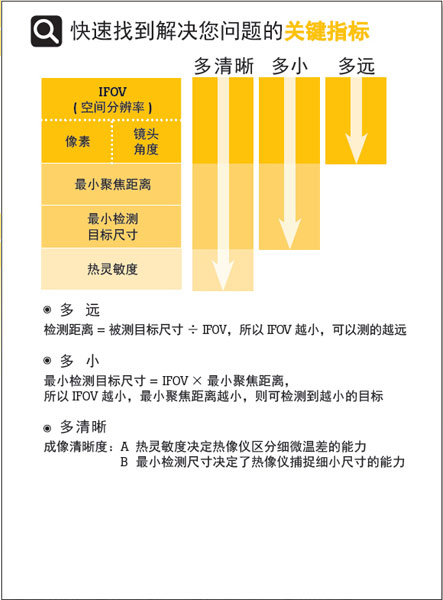 快速找到解决您问题的关键指标
多清晰 多小 多远
IFOV
(空间分辨率)
像素 镜头
角度
最小聚焦距离
最小检测
目标尺寸
热灵敏度
◉ 多 远
检测距离 = 被测目标尺寸 ÷ IFOV，所以 IFOV 越小，可以测的越远
◉ 多 小
最小检测目标尺寸 = IFOV × 最小聚焦距离，
所以 IFOV 越小，最小聚焦距离越小，则可检测到越小的目标
◉ 多清晰
成像清晰度：A 热灵敏度决定热像仪区分细微温差的能力
B 最小检测尺寸决定了热像仪捕捉细小尺寸的能力